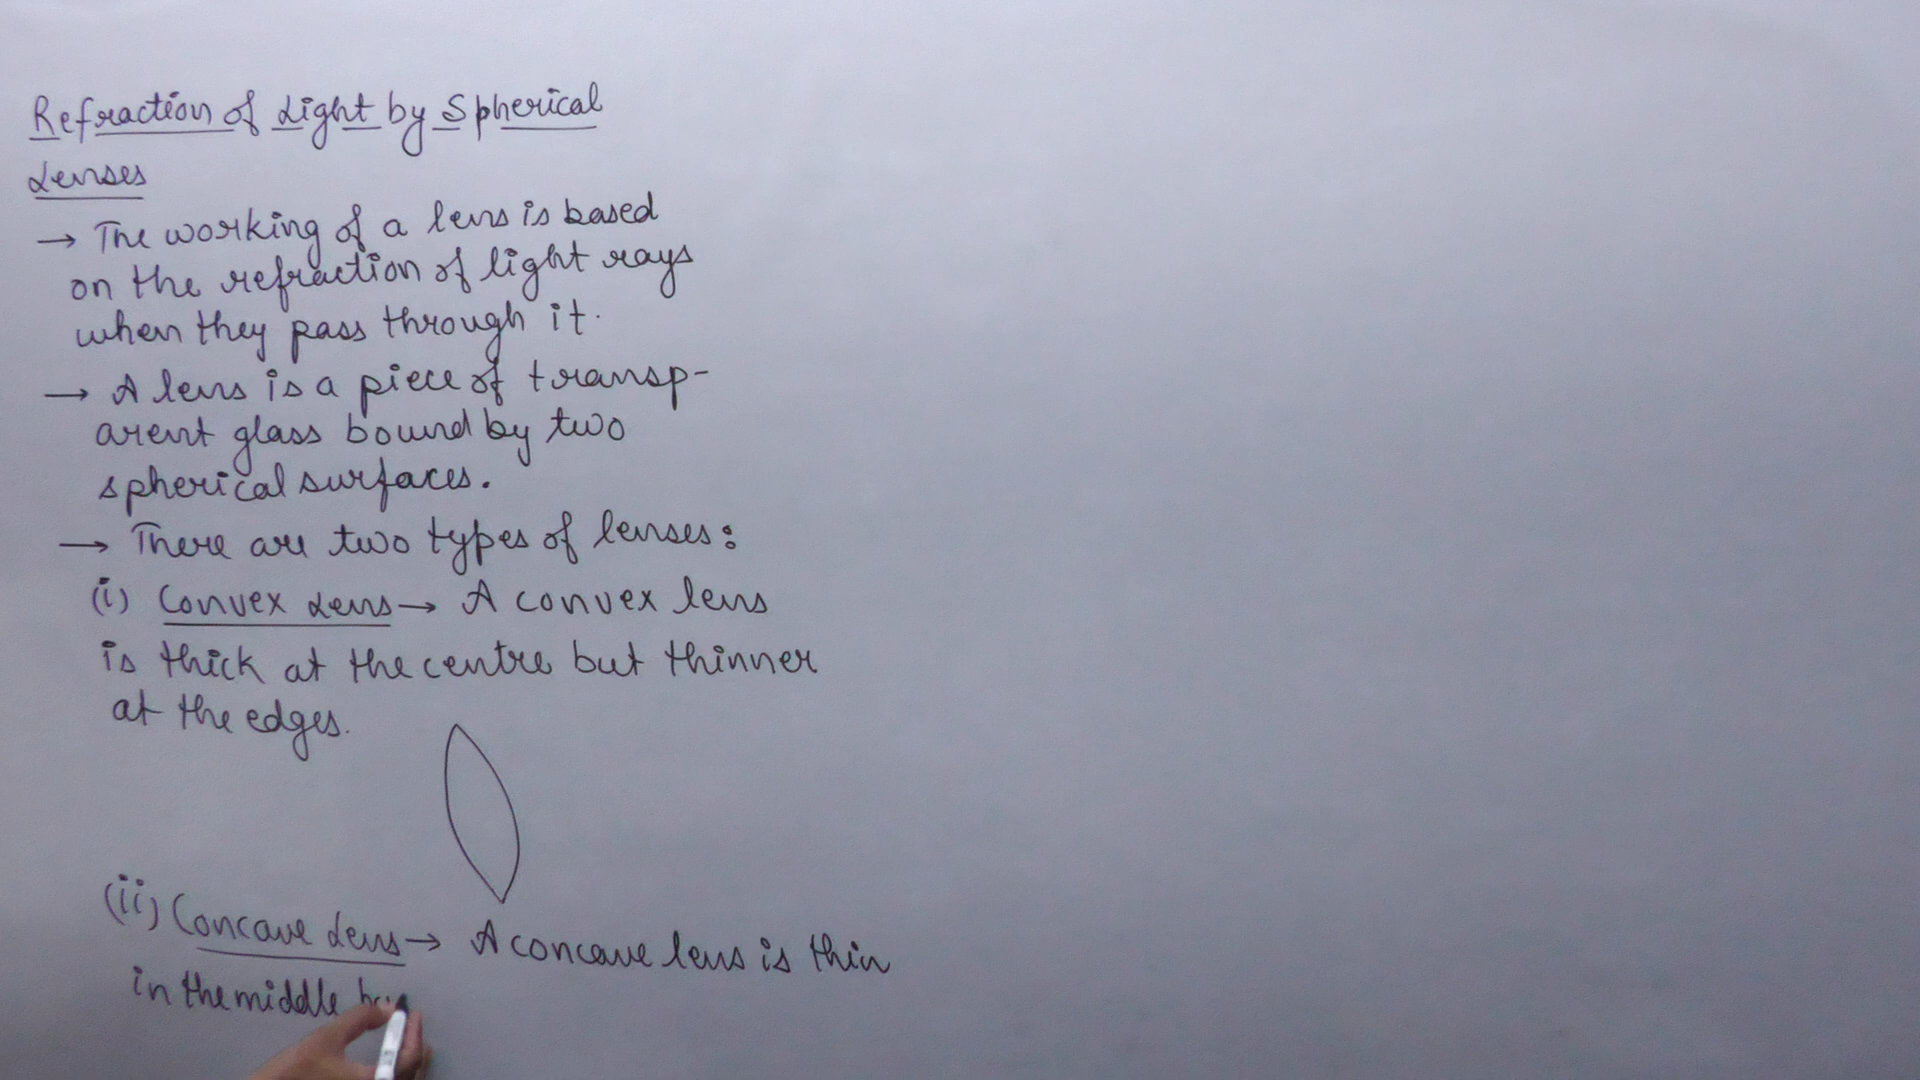 Refraction of Light by Spherical
Lenses
→ The working of a lens is based
on the refraction of light rays
when they pass through it.
→ A lens is a piece of transp-
arent glass bound by two
spherical surfaces.
→ There are two types of lenses:
(i) Convex Lens → A convex lens
is thick at the centre but thinner
at the edges.
(ii) Concave Lens → A concave lens is thin
in the middle